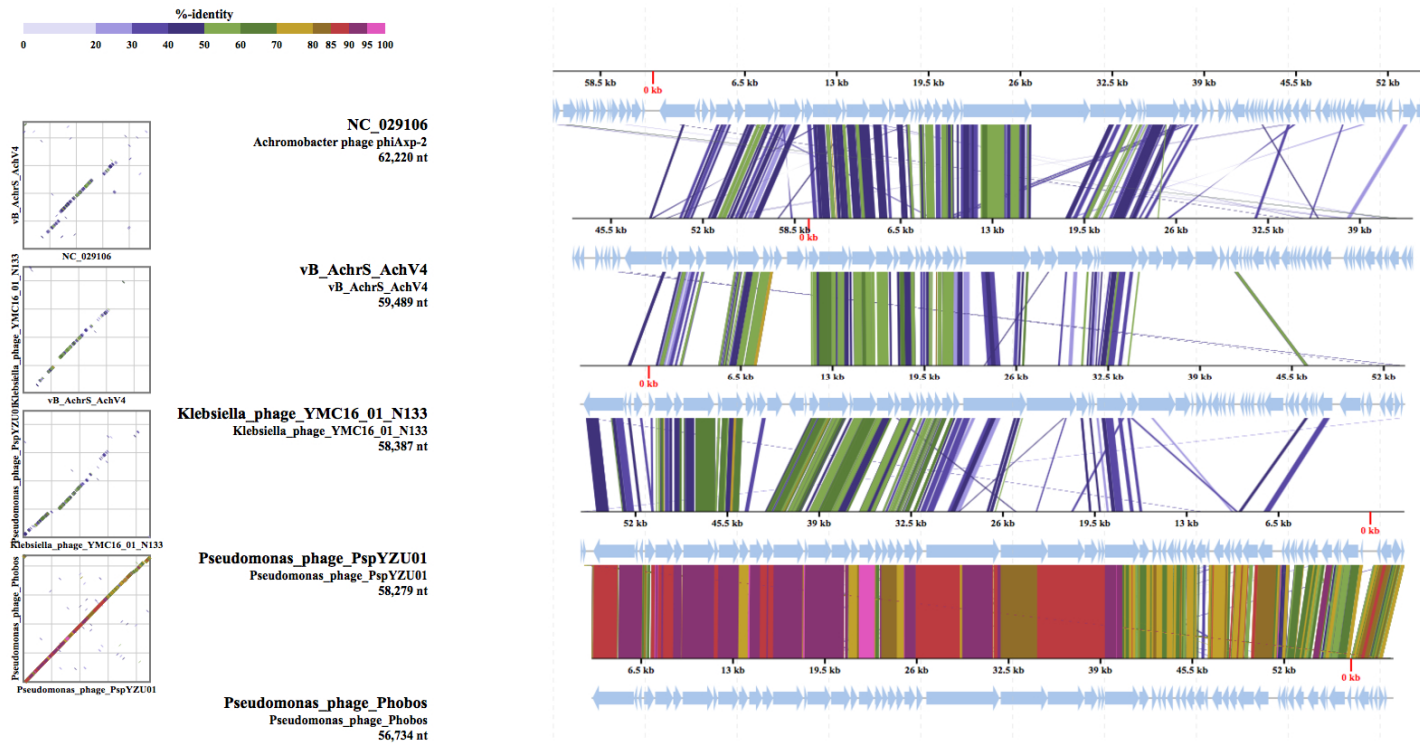 %-identity
0 20 30 40 50 60 70 80 85 90 95 100
58.5 kb 6.5 kb 13 kb 19.5 kb 26 kb 32.5 kb 39 kb 45.5 kb 52 kb
0 kb
NC_029106
Achromobacter phage phiAxp-2
62,220 nt
vB_AchrS_AchV4
NC_029106
45.5 kb 52 kb 58.5 kb 6.5 kb 13 kb 19.5 kb 26 kb 32.5 kb 39 kb
0 kb
vB_AchrS_AchV4
vB_AchrS_AchV4
59,489 nt
Klebsiella_phage_YMC16_01_N133
vB_AchrS_AchV4
6.5 kb 13 kb 19.5 kb 26 kb 32.5 kb 39 kb 45.5 kb 52 kb
0 kb
Klebsiella_phage_YMC16_01_N133
Klebsiella_phage_YMC16_01_N133
58,387 nt
Pseudomonas_phage_PspYZU01
Klebsiella_phage_YMC16_01_N133
52 kb 45.5 kb 39 kb 32.5 kb 26 kb 19.5 kb 13 kb 6.5 kb
0 kb
Pseudomonas_phage_PspYZU01
Pseudomonas_phage_PspYZU01
58,279 nt
Pseudomonas_phage_Phobos
Pseudomonas_phage_PspYZU01
6.5 kb 13 kb 19.5 kb 26 kb 32.5 kb 39 kb 45.5 kb 52 kb
0 kb
Pseudomonas_phage_Phobos
Pseudomonas_phage_Phobos
56,734 nt